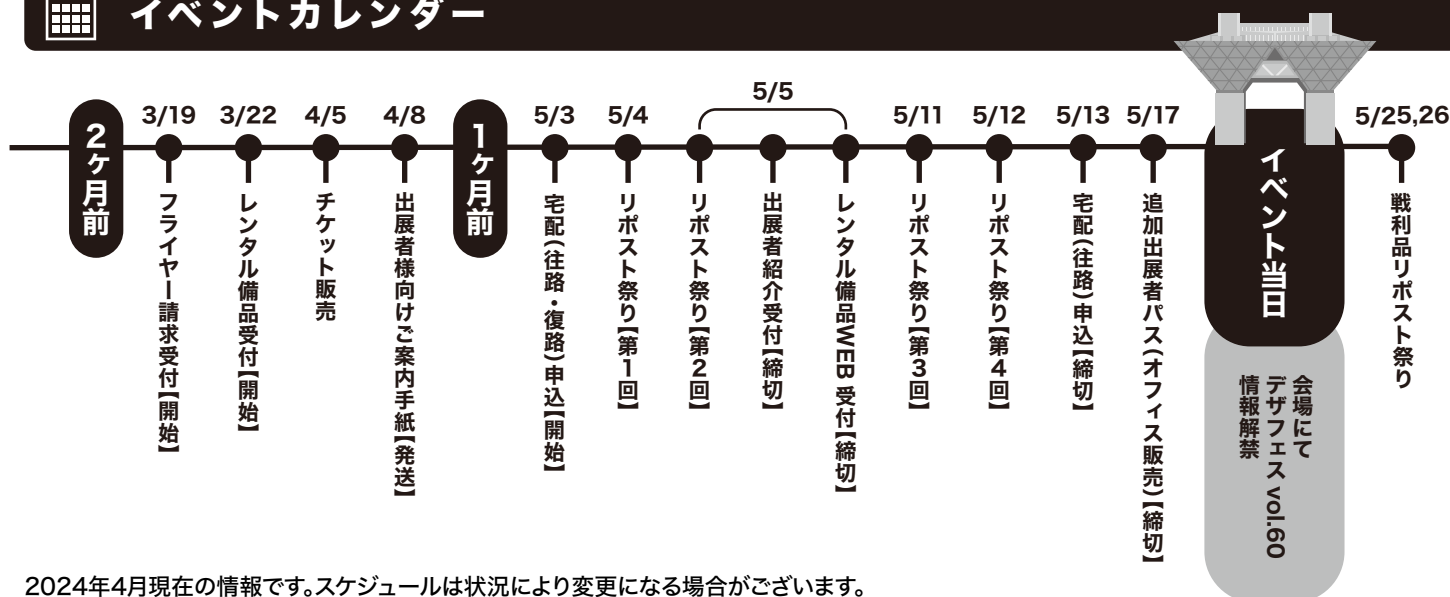 イベントカレンダー
2ヶ月前
3/19
フライヤー請求受付【開始】
3/22
レンタル備品受付【開始】
4/5
チケット販売
4/8
出展者様向けご案内手紙【発送】
1ヶ月前
5/3
宅配(往路・復路)申込【開始】
5/4
リポスト祭り【第1回】
5/5
リポスト祭り【第2回】
出展者紹介受付【締切】
レンタル備品WEB 受付【締切】
5/11
リポスト祭り【第3回】
5/12
リポスト祭り【第4回】
5/13
宅配(往路)申込【締切】
5/17
追加出展者パス(オフィス販売)【締切】
イベント当日
会場にて
デザフェス vol.60
情報解禁
5/25,26
戦利品リポスト祭り
2024年4月現在の情報です。スケジュールは状況により変更になる場合がございます。